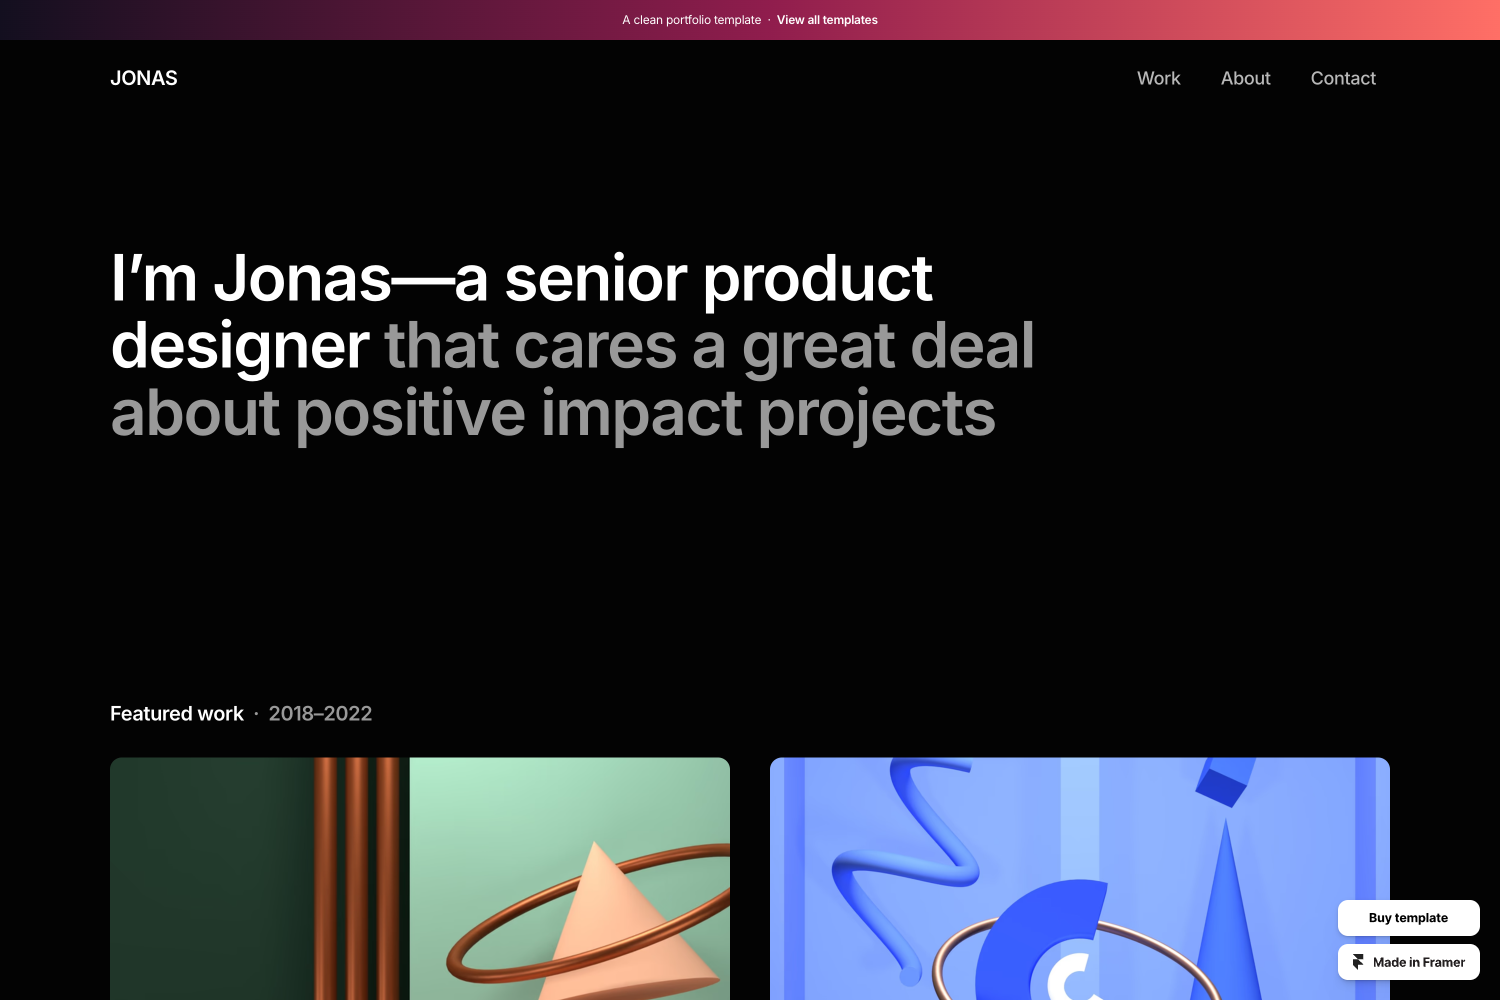 A clean portfolio template · View all templates
JONAS
Work
About
Contact
I’m Jonas—a senior product
designer that cares a great deal
about positive impact projects
Featured work · 2018–2022
Buy template
Made in Framer